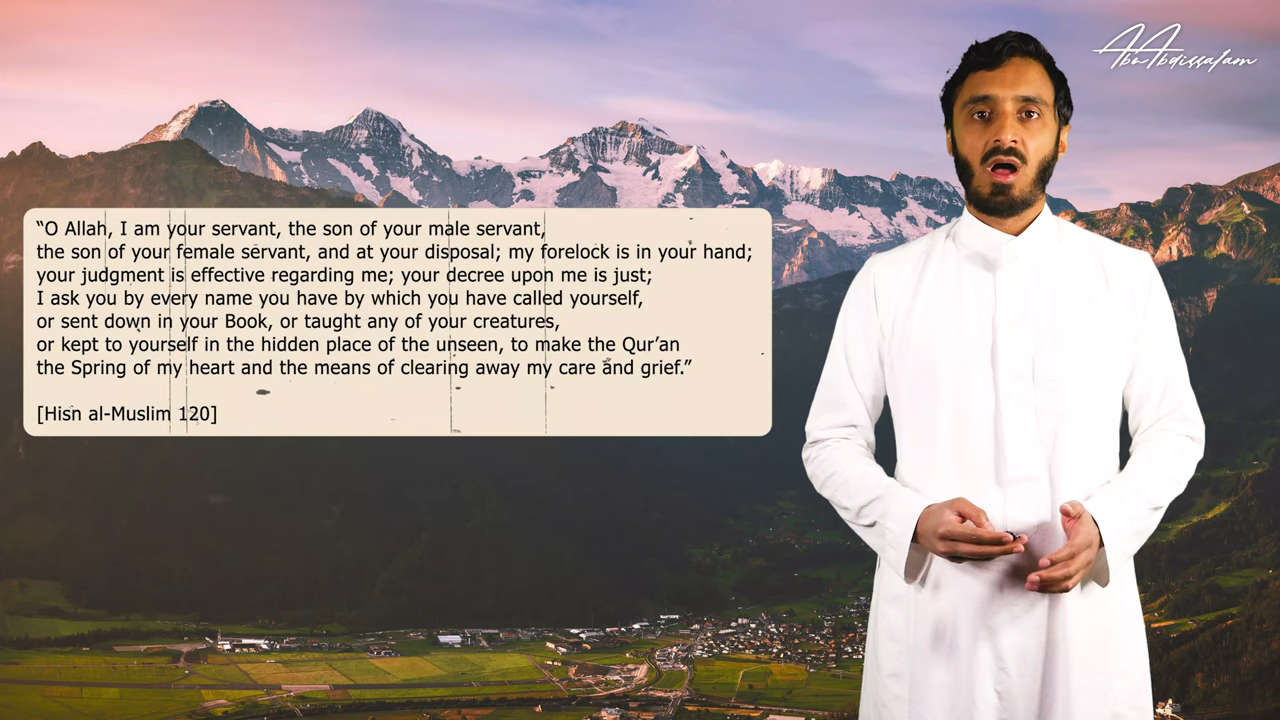 “O Allah, I am your servant, the son of your male servant,
the son of your female servant, and at your disposal; my forelock is in your hand;
your judgment is effective regarding me; your decree upon me is just;
I ask you by every name you have by which you have called yourself,
or sent down in your Book, or taught any of your creatures,
or kept to yourself in the hidden place of the unseen, to make the Qur’an
the Spring of my heart and the means of clearing away my care and grief.”
[Hisn al-Muslim 120]
Abu Abdissalam